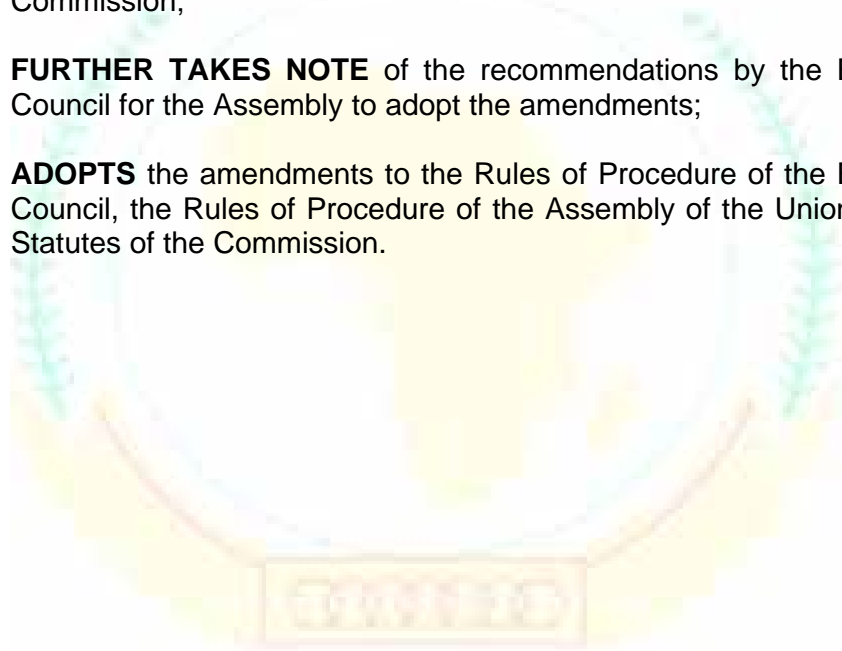 Commission;
FURTHER TAKES NOTE of the recommendations by the
Council for the Assembly to adopt the amendments;
ADOPTS the amendments to the Rules of Procedure of the
Council, the Rules of Procedure of the Assembly of the Union
Statutes of the Commission.